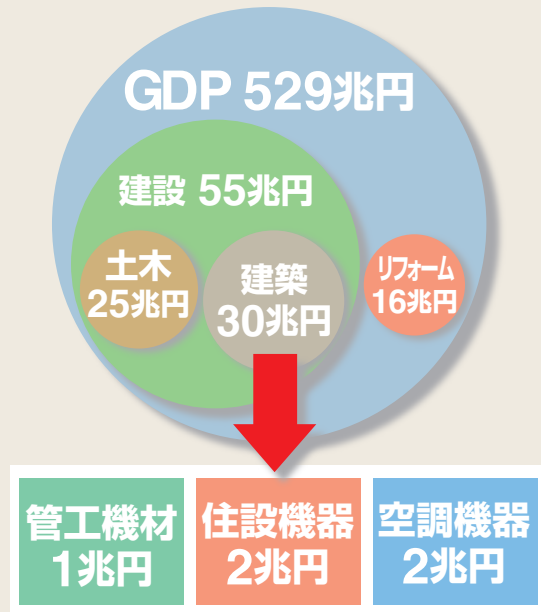 GDP 529兆円
建設 55兆円
土木
25兆円
建築
30兆円
リフォーム
16兆円
管工機材
1兆円
住設機器
2兆円
空調機器
2兆円